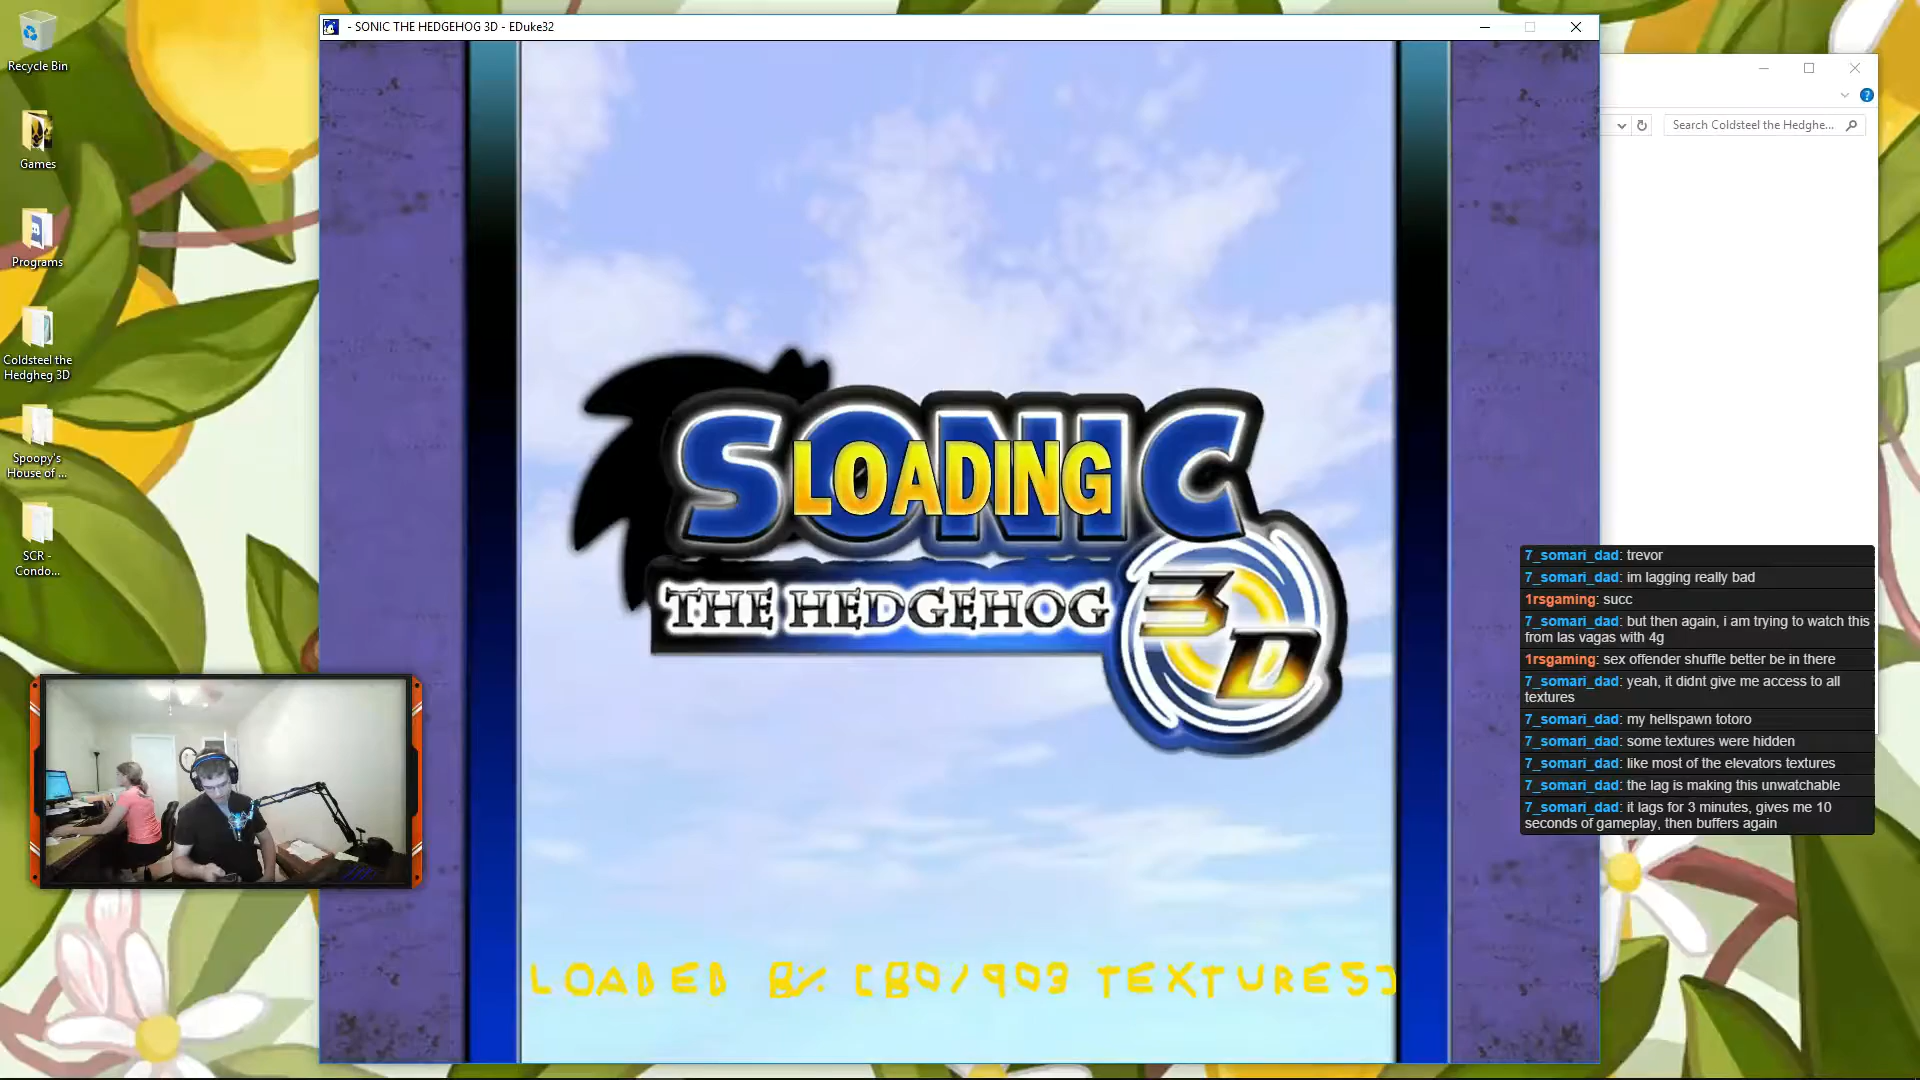 - SONIC THE HEDGEHOG 3D - EDuke32
Recycle Bin
Games
Programs
Coldsteel the
Hedgheg 3D
Spoopy's
House of ...
SCR -
Condo...
Search Coldsteel the Hedghe...
SONIC
LOADING
THE HEDGEHOG
3D
LOADED 8% [80/903 TEXTURES]
7_somari_dad: trevor
7_somari_dad: im lagging really bad
1rsgaming: succ
7_somari_dad: but then again, i am trying to watch this
from las vagas with 4g
1rsgaming: sex offender shuffle better be in there
7_somari_dad: yeah, it didnt give me access to all
textures
7_somari_dad: my hellspawn totoro
7_somari_dad: some textures were hidden
7_somari_dad: like most of the elevators textures
7_somari_dad: the lag is making this unwatchable
7_somari_dad: it lags for 3 minutes, gives me 10
seconds of gameplay, then buffers again